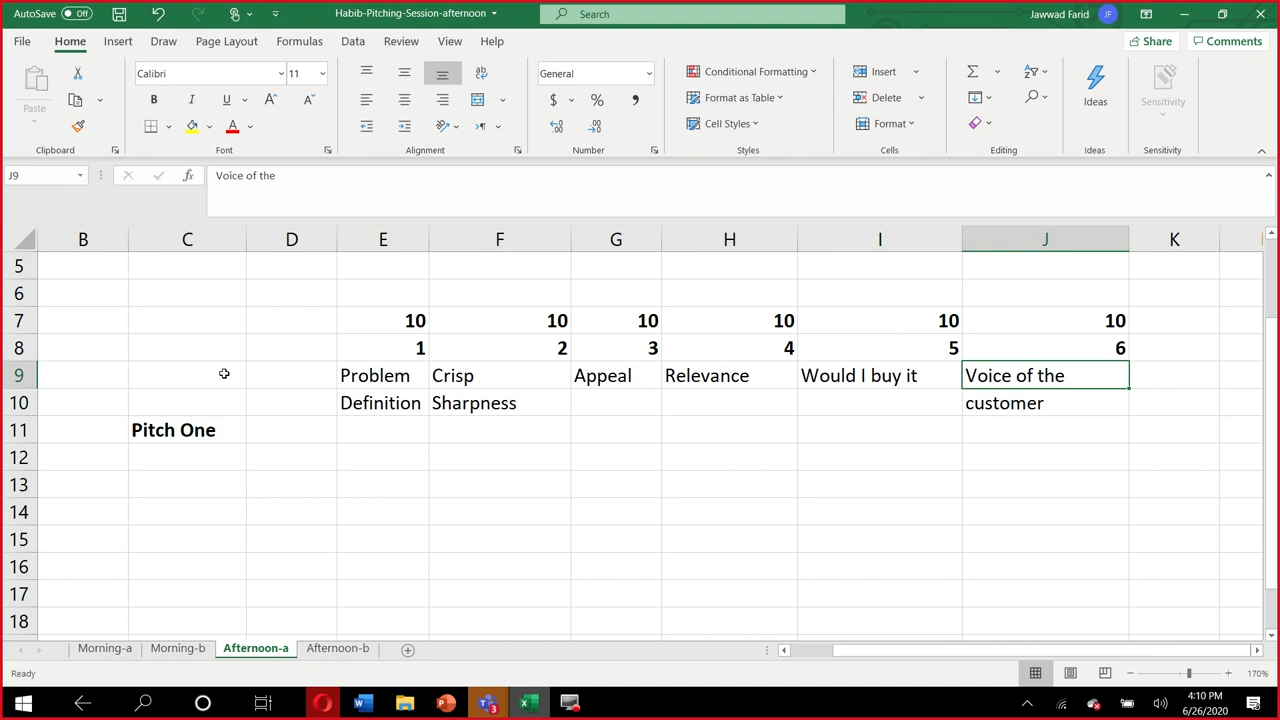 AutoSave Off Habib-Pitching-Session-afternoon Search Jawwad Farid JF
File Home Insert Draw Page Layout Formulas Data Review View Help Share Comments
Calibri 11 General Conditional Formatting Insert
Paste B I U A A $ % , Format as Table Delete Ideas Sensitivity
A Cell Styles Format
Clipboard Font Alignment Number Styles Cells Editing Ideas Sensitivity
J9 fx Voice of the
B C D E F G H I J K
5
6
7 10 10 10 10 10 10
8 1 2 3 4 5 6
9 Problem Crisp Appeal Relevance Would I buy it Voice of the
10 Definition Sharpness customer
11 Pitch One
12
13
14
15
16
17
18
Morning-a Morning-b Afternoon-a Afternoon-b
Ready 170%
3 4:10 PM
6/26/2020